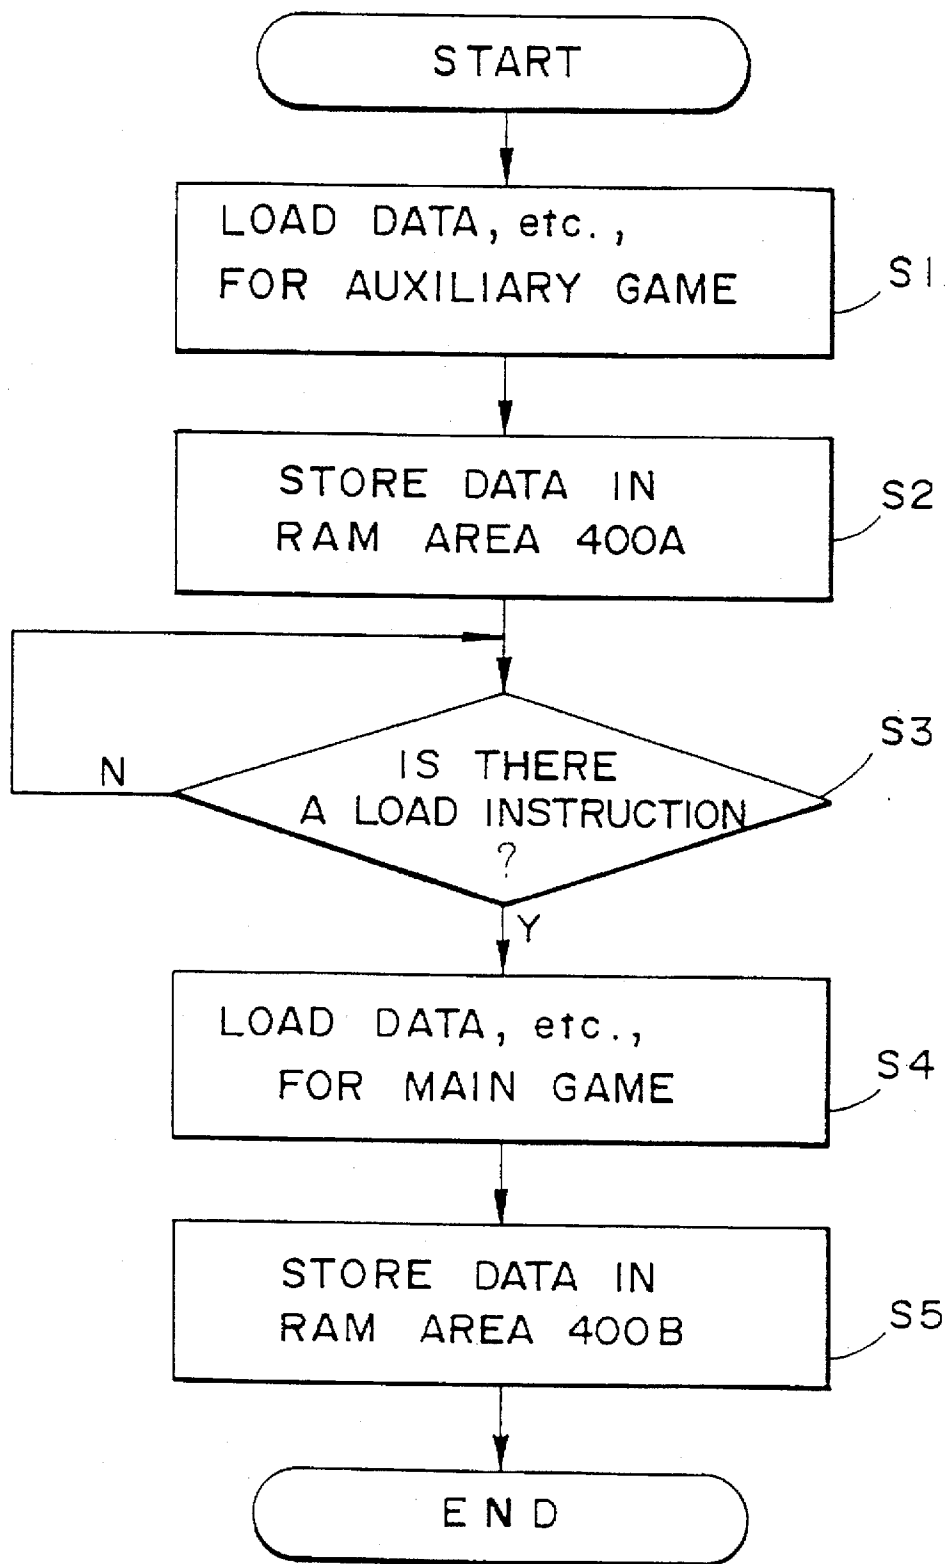 START
LOAD DATA, etc.,
FOR AUXILIARY GAME
S1
STORE DATA IN
RAM AREA 400A
S2
IS THERE
A LOAD INSTRUCTION
?
S3
N
Y
LOAD DATA, etc.,
FOR MAIN GAME
S4
STORE DATA IN
RAM AREA 400B
S5
END